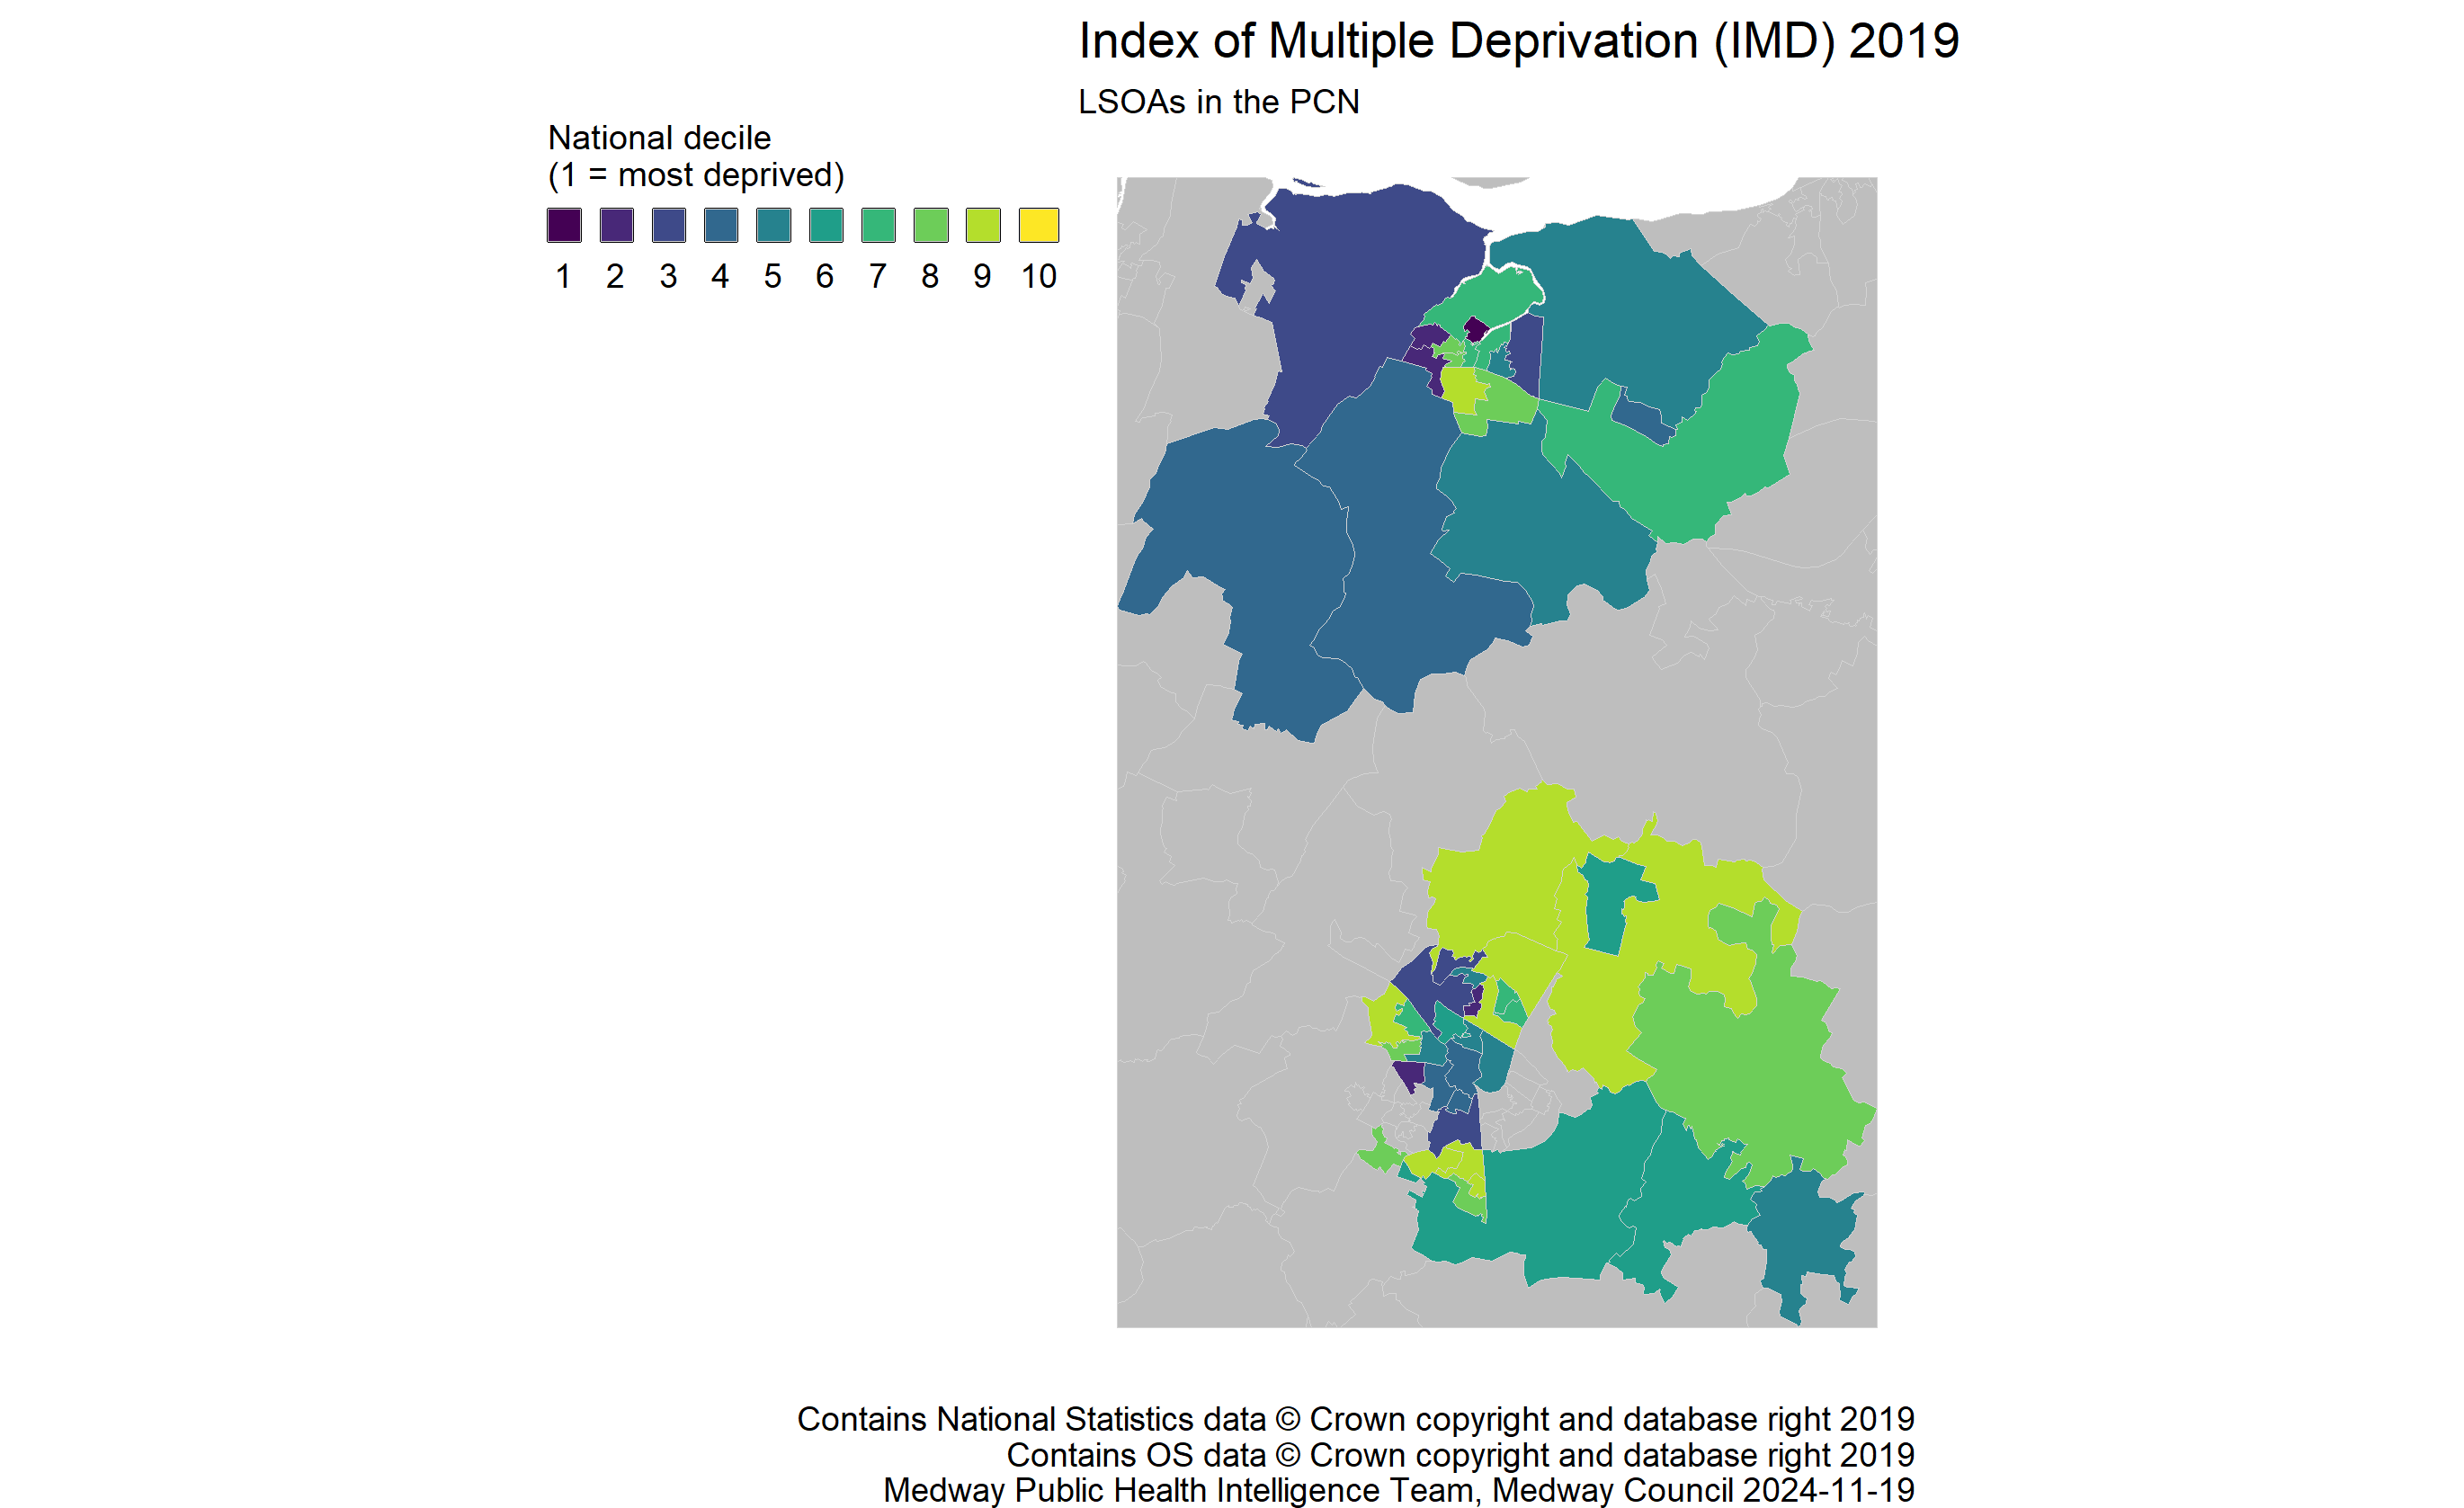 Index of Multiple Deprivation (IMD) 2019
LSOAs in the PCN
National decile
(1 = most deprived)
1 2 3 4 5 6 7 8 9 10
Contains National Statistics data © Crown copyright and database right 2019
Contains OS data © Crown copyright and database right 2019
Medway Public Health Intelligence Team, Medway Council 2024-11-19